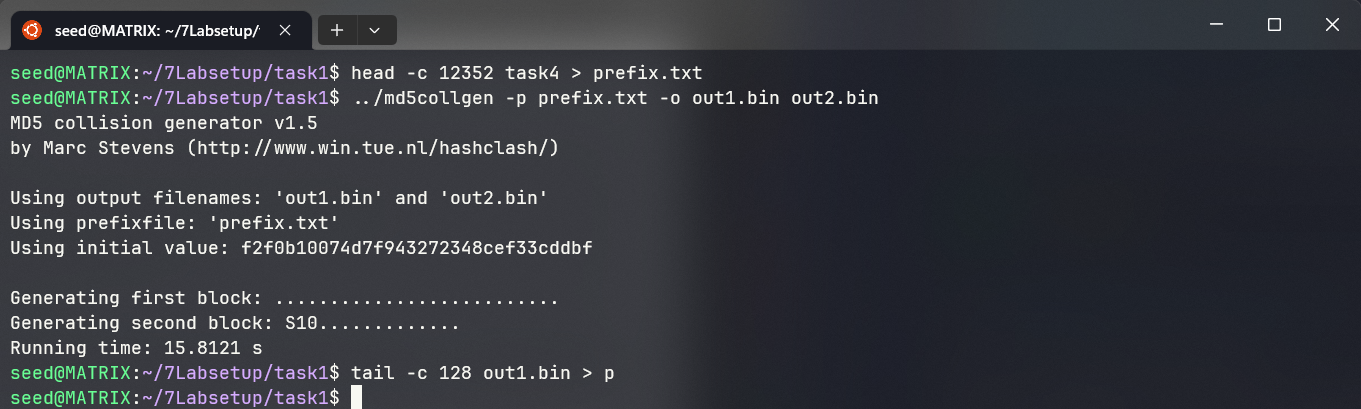 seed@MATRIX: ~/7Labsetup/
seed@MATRIX:~/7Labsetup/task1$ head -c 12352 task4 > prefix.txt
seed@MATRIX:~/7Labsetup/task1$ ../md5collgen -p prefix.txt -o out1.bin out2.bin
MD5 collision generator v1.5
by Marc Stevens (http://www.win.tue.nl/hashclash/)
Using output filenames: 'out1.bin' and 'out2.bin'
Using prefixfile: 'prefix.txt'
Using initial value: f2f0b10074d7f943272348cef33cddbf
Generating first block: ..........................
Generating second block: S10.............
Running time: 15.8121 s
seed@MATRIX:~/7Labsetup/task1$ tail -c 128 out1.bin > p
seed@MATRIX:~/7Labsetup/task1$